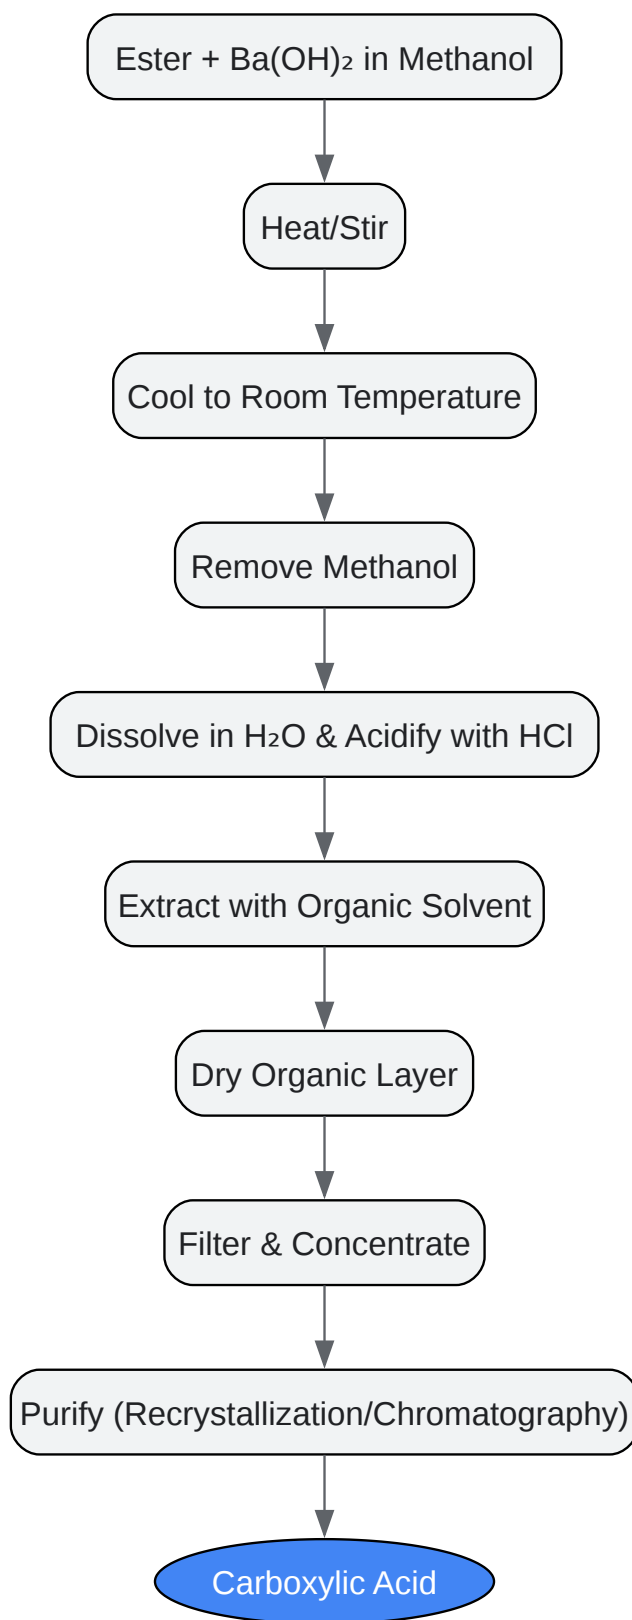 Ester + Ba(OH)₂ in Methanol
Heat/Stir
Cool to Room Temperature
Remove Methanol
Dissolve in H₂O & Acidify with HCl
Extract with Organic Solvent
Dry Organic Layer
Filter & Concentrate
Purify (Recrystallization/Chromatography)
Carboxylic Acid